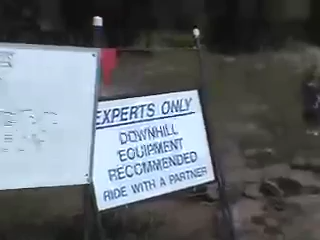 EXPERTS ONLY
DOWNHILL
EQUIPMENT
RECOMMENDED
RIDE WITH A PARTNER